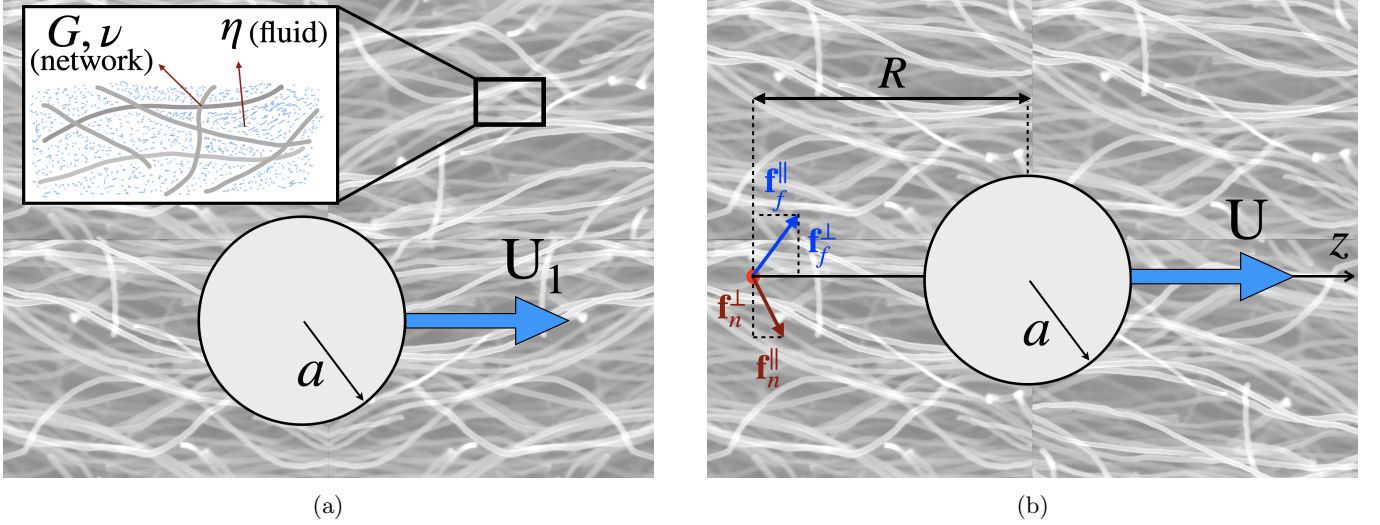 G, ν
(network)
η (fluid)
U₁
a
(a)
R
f_f^∥
f_f^⊥
U
z
f_n^⊥
f_n^∥
a
(b)